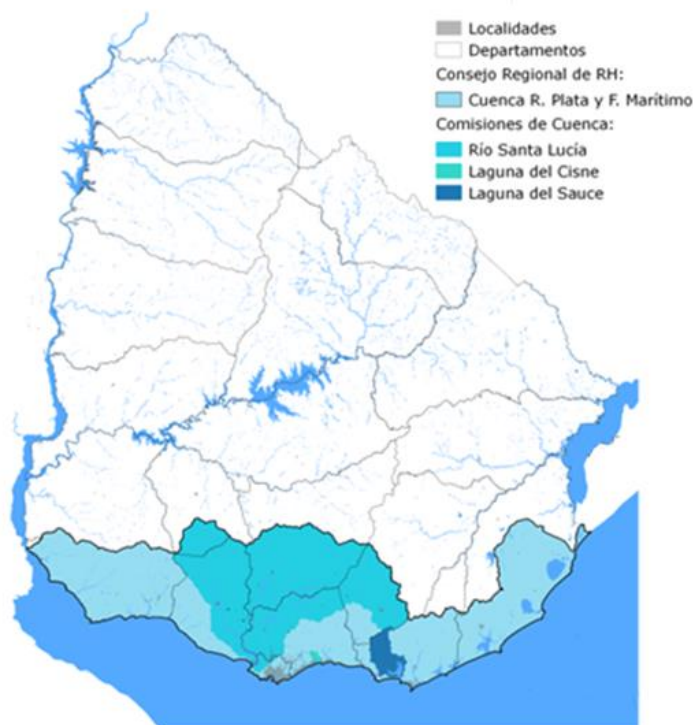 Localidades
Departamentos
Consejo Regional de RH:
Cuenca R. Plata y F. Marítimo
Comisiones de Cuenca:
Río Santa Lucía
Laguna del Cisne
Laguna del Sauce